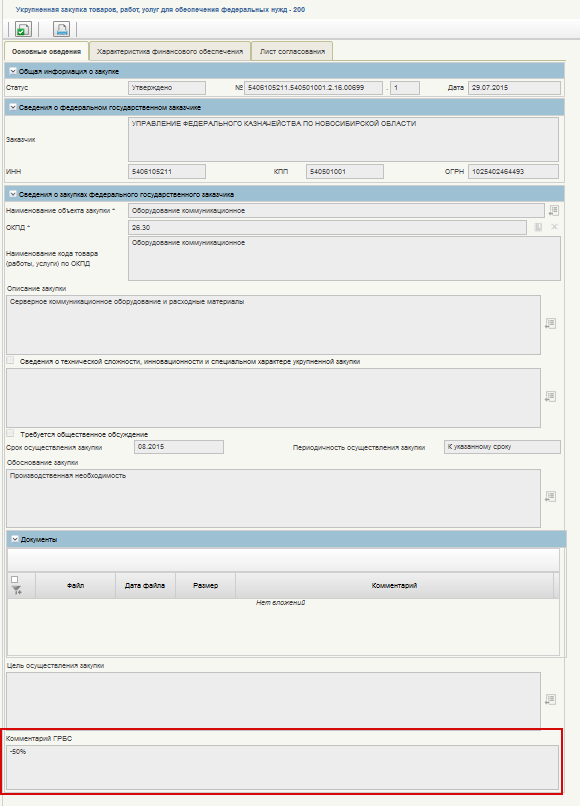 Укрупненная закупка товаров, работ, услуг для обеспечения федеральных нужд - 200
Основные сведения Характеристика финансового обеспечения Лист согласования
Общая информация о закупке
Статус Утверждено № 5406105211.540501001.2.16.00699 . 1 Дата 29.07.2015
Сведения о федеральном государственном заказчике
Заказчик УПРАВЛЕНИЕ ФЕДЕРАЛЬНОГО КАЗНАЧЕЙСТВА ПО НОВОСИБИРСКОЙ ОБЛАСТИ
ИНН 5406105211 КПП 540501001 ОГРН 1025402464493
Сведения о закупках федерального государственного заказчика
Наименование объекта закупки * Оборудование коммуникационное
ОКПД * 26.30
Наименование кода товара (работы, услуги) по ОКПД Оборудование коммуникационное
Описание закупки
Серверное коммуникационное оборудование и расходные материалы
Сведения о технической сложности, инновационности и специальном характере укрупненной закупки
Требуется общественное обсуждение
Срок осуществления закупки 08.2015 Периодичность осуществления закупки К указанному сроку
Обоснование закупки
Производственная необходимость
Документы
Файл Дата файла Размер Комментарий
Нет вложений
Цель осуществления закупки
Комментарий ГРБС
-50%